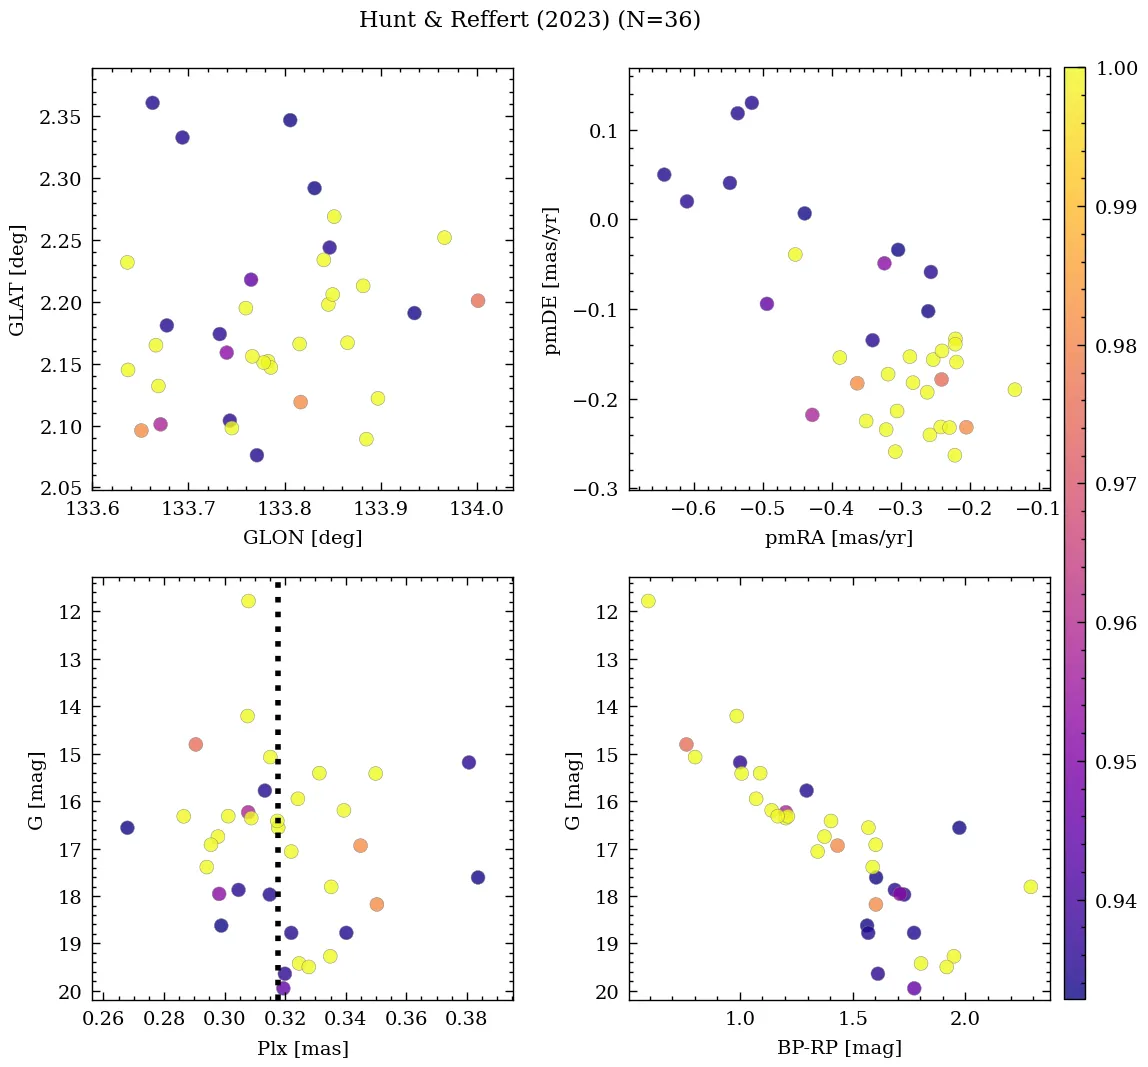 Hunt & Reffert (2023) (N=36)
2.35
2.30
2.25
2.20
2.15
2.10
2.05
GLAT [deg]
133.6 133.7 133.8 133.9 134.0
GLON [deg]
0.1
0.0
−0.1
−0.2
−0.3
pmDE [mas/yr]
−0.6 −0.5 −0.4 −0.3 −0.2 −0.1
pmRA [mas/yr]
12
13
14
15
16
17
18
19
20
G [mag]
0.26 0.28 0.30 0.32 0.34 0.36 0.38
Plx [mas]
12
13
14
15
16
17
18
19
20
G [mag]
1.0 1.5 2.0
BP-RP [mag]
1.00
0.99
0.98
0.97
0.96
0.95
0.94